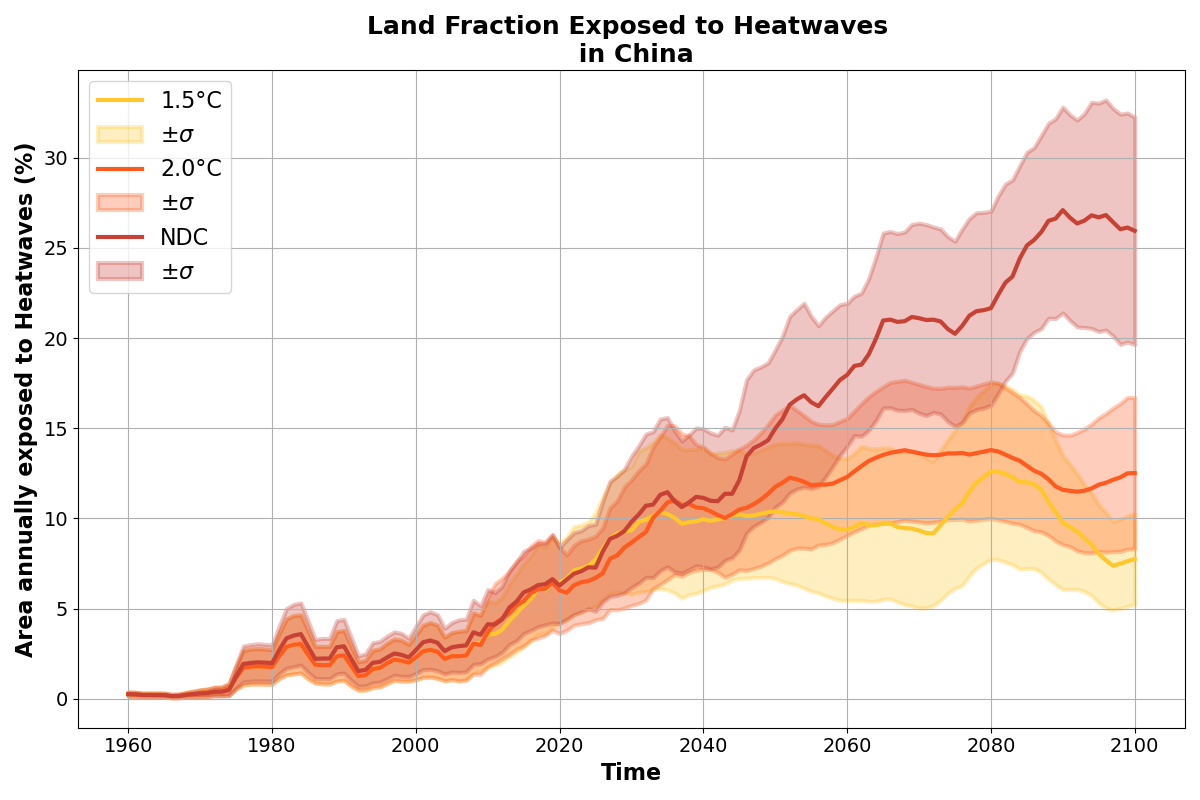 Land Fraction Exposed to Heatwaves
in China
1.5°C
±σ
2.0°C
±σ
NDC
±σ
Area annually exposed to Heatwaves (%)
30
25
20
15
10
5
0
1960 1980 2000 2020 2040 2060 2080 2100
Time